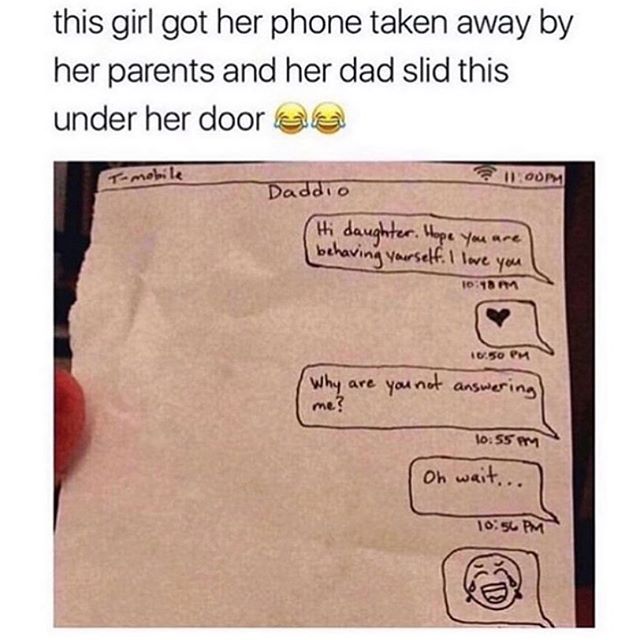 this girl got her phone taken away by
her parents and her dad slid this
under her door 😂😂
T-mobile 11:00PM
Daddio
Hi daughter. Hope you are
behaving yourself. I love you
10:48 PM
10:50 PM
Why are you not answering
me?
10:55 PM
Oh wait...
10:56 PM